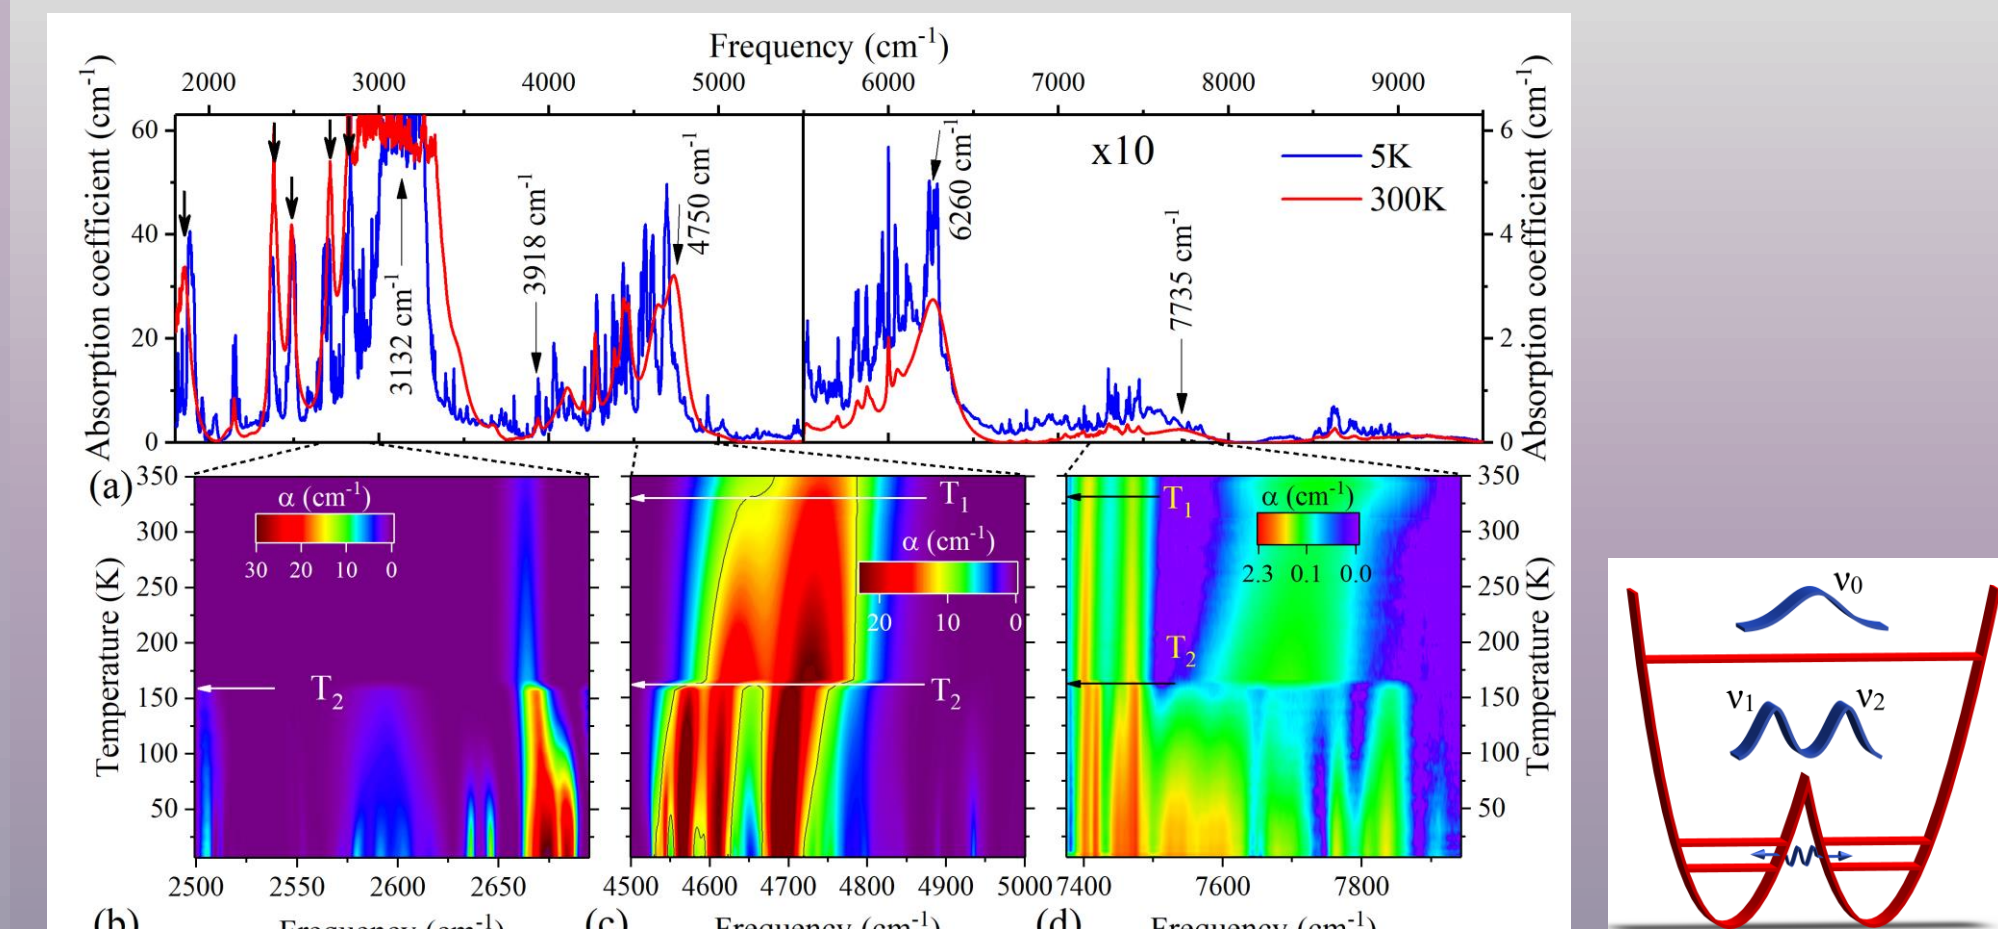 Frequency (cm-1)
2000 3000 4000 5000 6000 7000 8000 9000
Absorption coefficient (cm-1)
60
40
20
0
3132 cm-1
3918 cm-1
4750 cm-1
6260 cm-1
x10
7735 cm-1
5K
300K
6
4
2
0
Absorption coefficient (cm-1)
(a)
350
300
250
200
150
100
50
Temperature (K)
α (cm-1)
30 20 10 0
T2
2500 2550 2600 2650
(b)
Frequency (cm-1)
T1
α (cm-1)
20 10 0
T2
4500 4600 4700 4800 4900 5000
(c)
Frequency (cm-1)
T1
α (cm-1)
2.3 0.1 0.0
T2
350
300
250
200
150
100
50
Temperature (K)
7400 7600 7800
(d)
Frequency (cm-1)
ν0
ν1 ν2